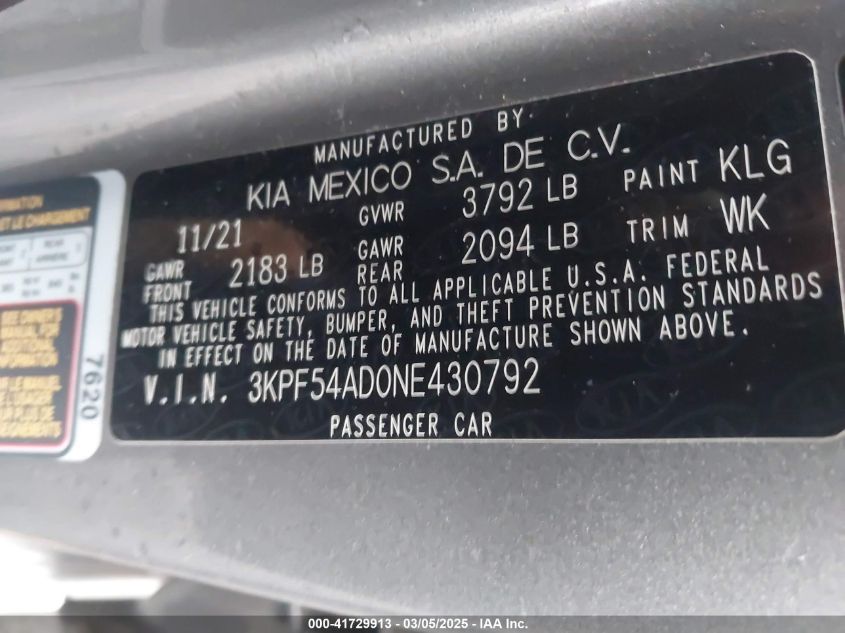 MANUFACTURED BY
KIA MEXICO S.A. DE C.V.
11/21 GVWR 3792 LB PAINT KLG
GAWR FRONT 2183 LB GAWR REAR 2094 LB TRIM WK
THIS VEHICLE CONFORMS TO ALL APPLICABLE U.S.A. FEDERAL
MOTOR VEHICLE SAFETY, BUMPER, AND THEFT PREVENTION STANDARDS
IN EFFECT ON THE DATE OF MANUFACTURE SHOWN ABOVE.
V.I.N. 3KPF54AD0NE430792
PASSENGER CAR
7620
000-41729913 - 03/05/2025 - IAA Inc.